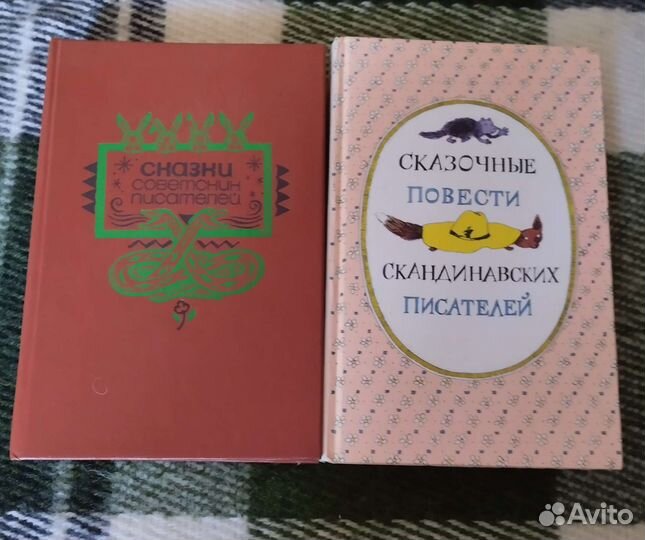 Сказки
советских
писателей
СКАЗОЧНЫЕ
ПОВЕСТИ
СКАНДИНАВСКИХ
ПИСАТЕЛЕЙ
Avito